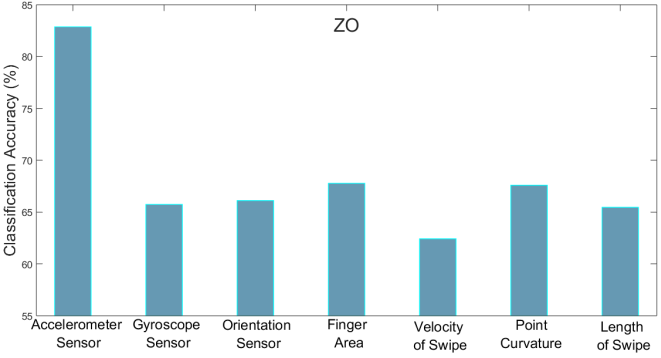 ZO
Classification Accuracy (%)
85
80
75
70
65
60
55
Accelerometer
Sensor
Gyroscope
Sensor
Orientation
Sensor
Finger
Area
Velocity
of Swipe
Point
Curvature
Length
of Swipe